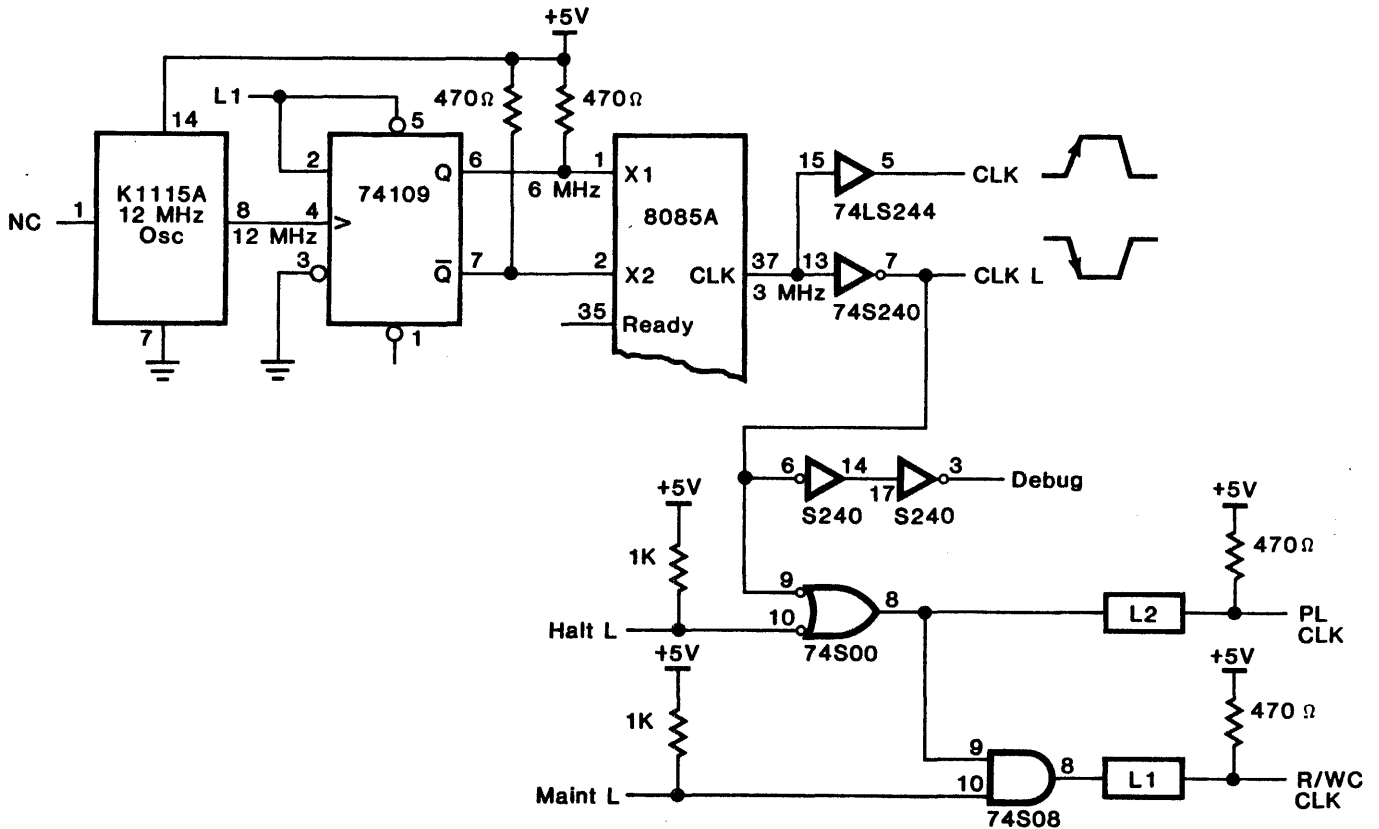 +5V
L1
470Ω
470Ω
14
5
2
Q
6
1
X1
6 MHz
K1115A
12 MHz
Osc
74109
8085A
NC
1
8
4
>
12 MHz
3
Q̅
7
2
X2
CLK
37
3 MHz
35
Ready
7
1
15
5
CLK
74LS244
13
7
CLK L
74S240
6
14
17
3
Debug
S240
S240
+5V
1K
+5V
470Ω
9
10
8
Halt L
74S00
L2
PL
CLK
+5V
1K
+5V
470 Ω
9
10
8
Maint L
74S08
L1
R/WC
CLK